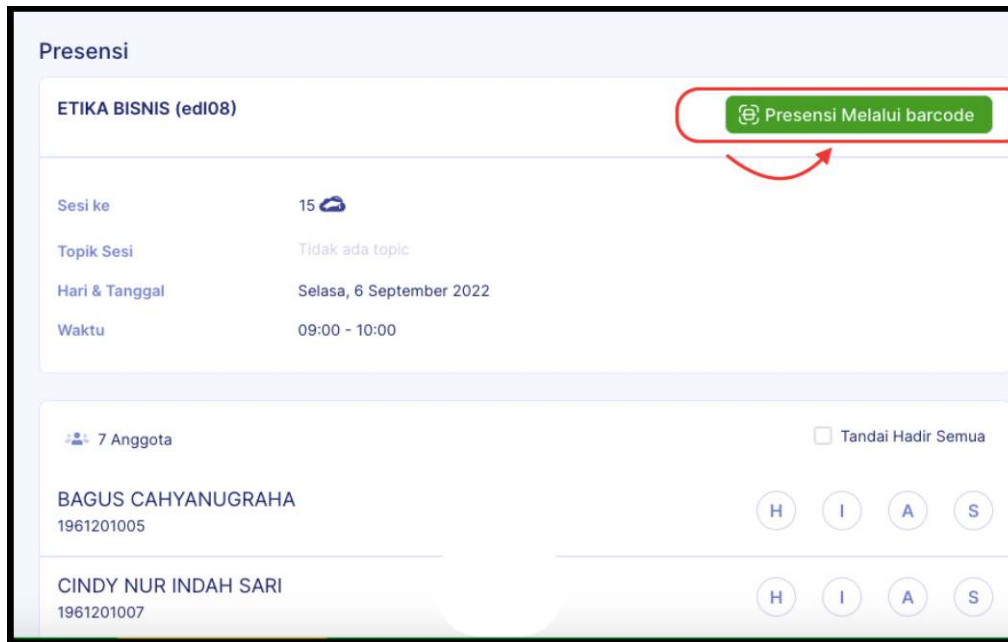 Presensi
ETIKA BISNIS (edl08)
Presensi Melalui barcode
Sesi ke 15
Topik Sesi Tidak ada topic
Hari & Tanggal Selasa, 6 September 2022
Waktu 09:00 - 10:00
7 Anggota Tandai Hadir Semua
BAGUS CAHYANUGRAHA
1961201005
H I A S
CINDY NUR INDAH SARI
1961201007
H I A S